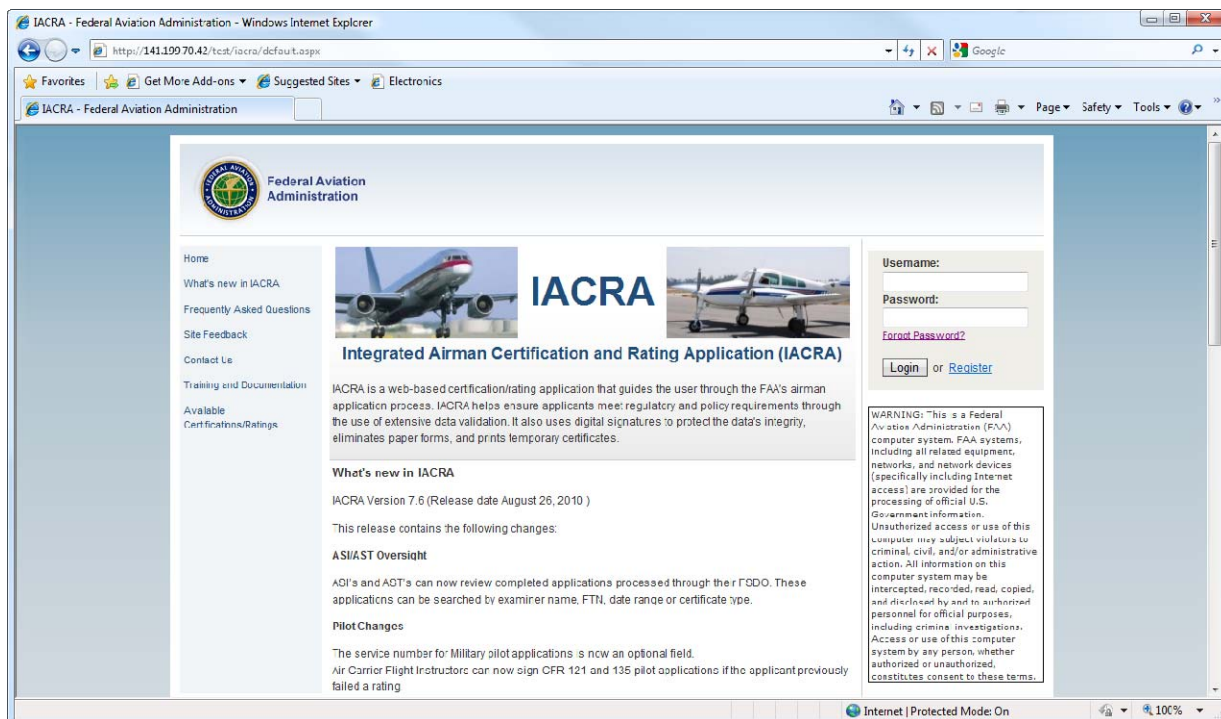 IACRA - Federal Aviation Administration - Windows Internet Explorer
http://141.199.70.42/test/iacra/default.aspx
Google
Favorites
Get More Add-ons
Suggested Sites
Electronics
IACRA - Federal Aviation Administration
Page
Safety
Tools
FEDERAL AVIATION ADMINISTRATION
Federal Aviation
Administration
Home
What's new in IACRA
Frequently Asked Questions
Site Feedback
Contact Us
Training and Documentation
Available
Certifications/Ratings
IACRA
Integrated Airman Certification and Rating Application (IACRA)
IACRA is a web-based certification/rating application that guides the user through the FAA's airman
application process. IACRA helps ensure applicants meet regulatory and policy requirements through
the use of extensive data validation. It also uses digital signatures to protect the data's integrity,
eliminates paper forms, and prints temporary certificates.
What's new in IACRA
IACRA Version 7.6 (Release date August 26, 2010 )
This release contains the following changes:
ASI/AST Oversight
ASI's and AST's can now review completed applications processed through their FSDO. These
applications can be searched by examiner name, FTN, date range or certificate type.
Pilot Changes
The service number for Military pilot applications is now an optional field.
Air Carrier Flight Instructors can now sign CFR 121 and 135 pilot applications if the applicant previously
failed a rating
Username:
Password:
Forgot Password?
Login or Register
WARNING: This is a Federal
Aviation Administration (FAA)
computer system. FAA systems,
including all related equipment,
networks, and network devices
(specifically including Internet
access) are provided for the
processing of official U.S.
Government information.
Unauthorized access or use of this
computer may subject violators to
criminal, civil, and/or administrative
action. All information on this
computer system may be
intercepted, recorded, read, copied,
and disclosed by and to authorized
personnel for official purposes,
including criminal investigations.
Access or use of this computer
system by any person, whether
authorized or unauthorized,
constitutes consent to these terms.
Internet | Protected Mode: On
100%